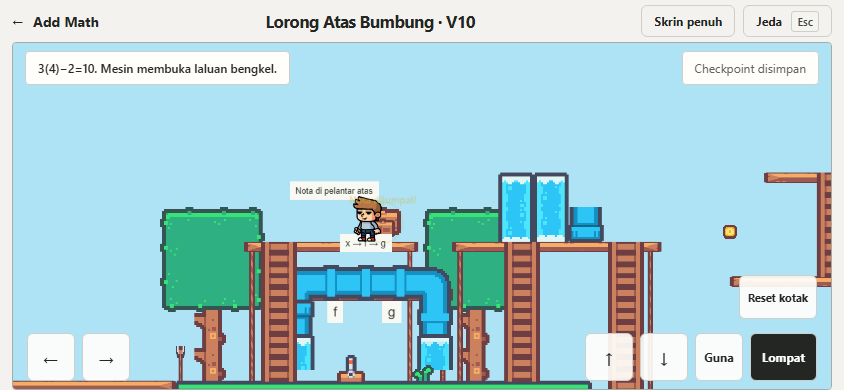 ← Add Math
Lorong Atas Bumbung · V10
Skrin penuh
Jeda Esc
3(4)−2=10. Mesin membuka laluan bengkel.
Checkpoint disimpan
Nota di pelantar atas
g
f
g
Reset kotak
← →
↑ ↓ Guna Lompat